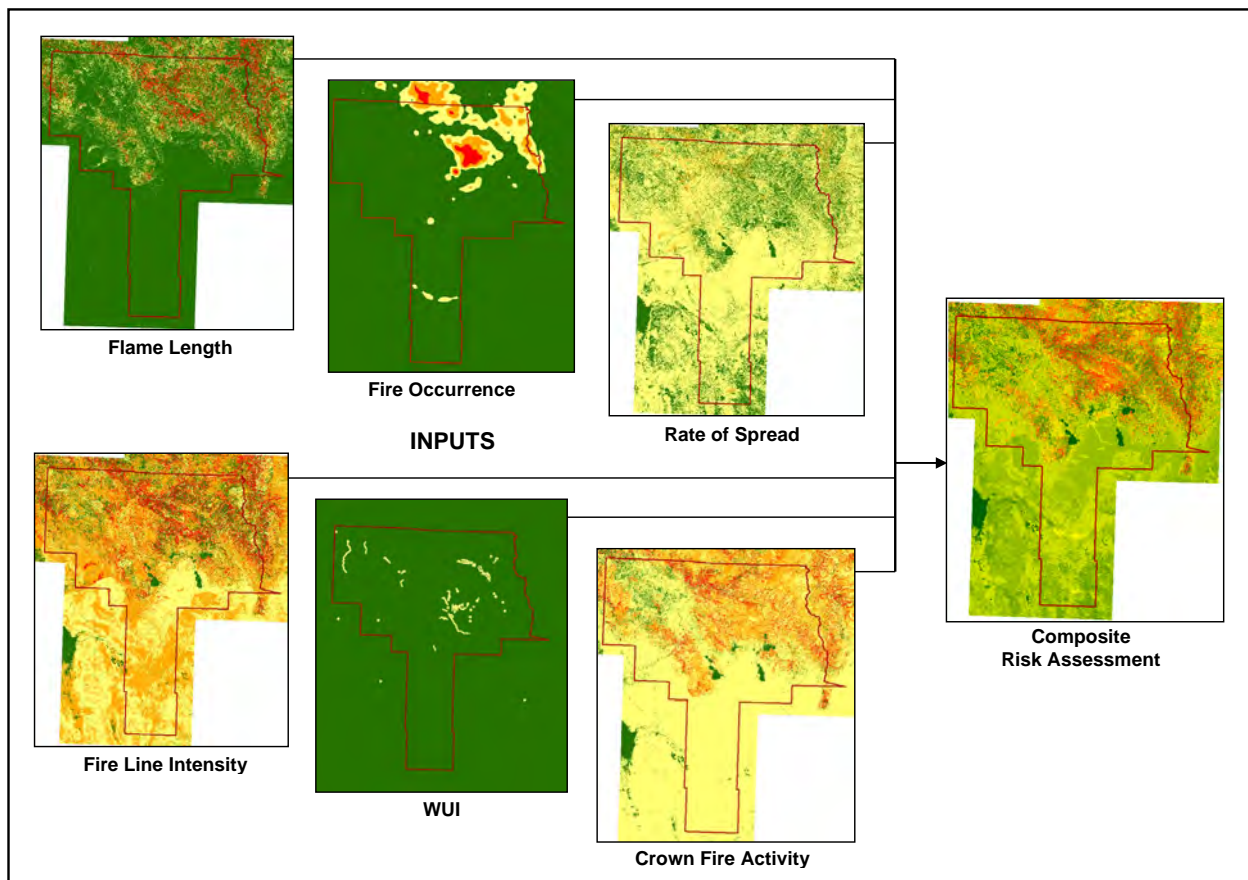 Flame Length
Fire Occurrence
Rate of Spread
INPUTS
Fire Line Intensity
WUI
Crown Fire Activity
Composite
Risk Assessment